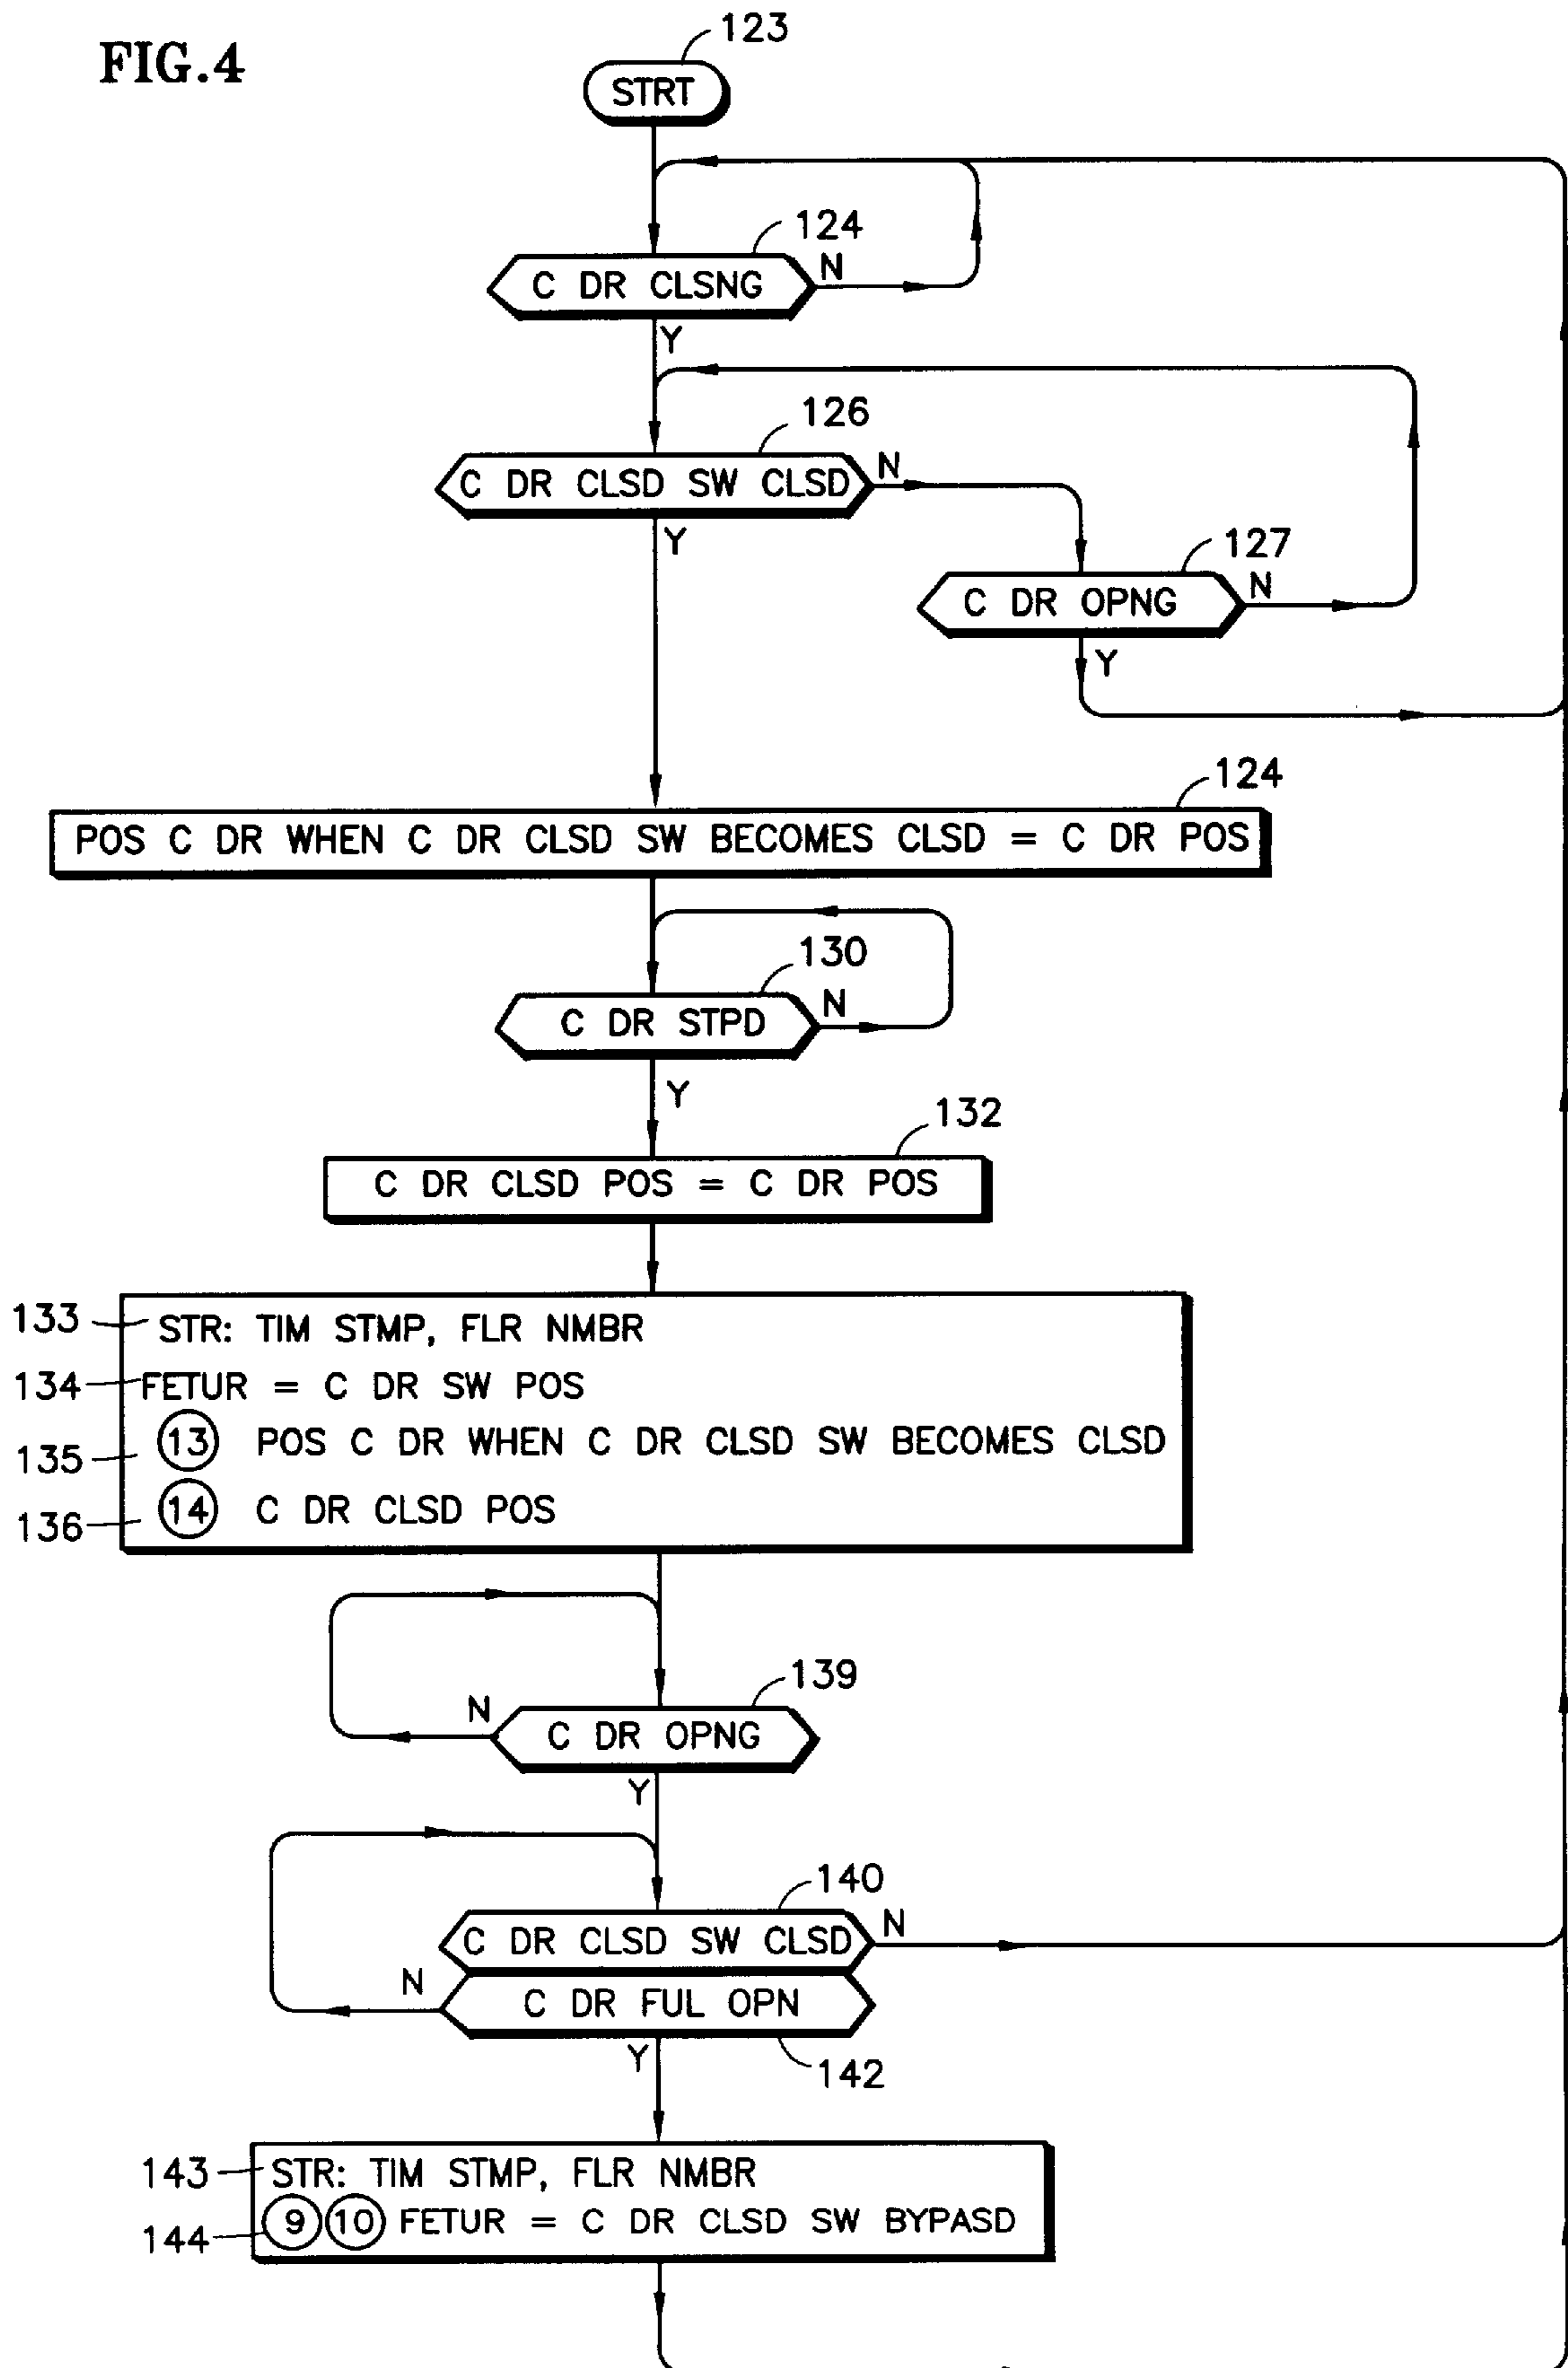 FIG.4
123
STRT
124
C DR CLSNG
N
Y
126
C DR CLSD SW CLSD
N
Y
127
C DR OPNG
N
Y
124
POS C DR WHEN C DR CLSD SW BECOMES CLSD = C DR POS
130
C DR STPD
N
Y
132
C DR CLSD POS = C DR POS
133
STR: TIM STMP, FLR NMBR
134
FETUR = C DR SW POS
135
13 POS C DR WHEN C DR CLSD SW BECOMES CLSD
136
14 C DR CLSD POS
139
N
C DR OPNG
Y
140
C DR CLSD SW CLSD
N
N
C DR FUL OPN
Y
142
143
STR: TIM STMP, FLR NMBR
144
9 10 FETUR = C DR CLSD SW BYPASD